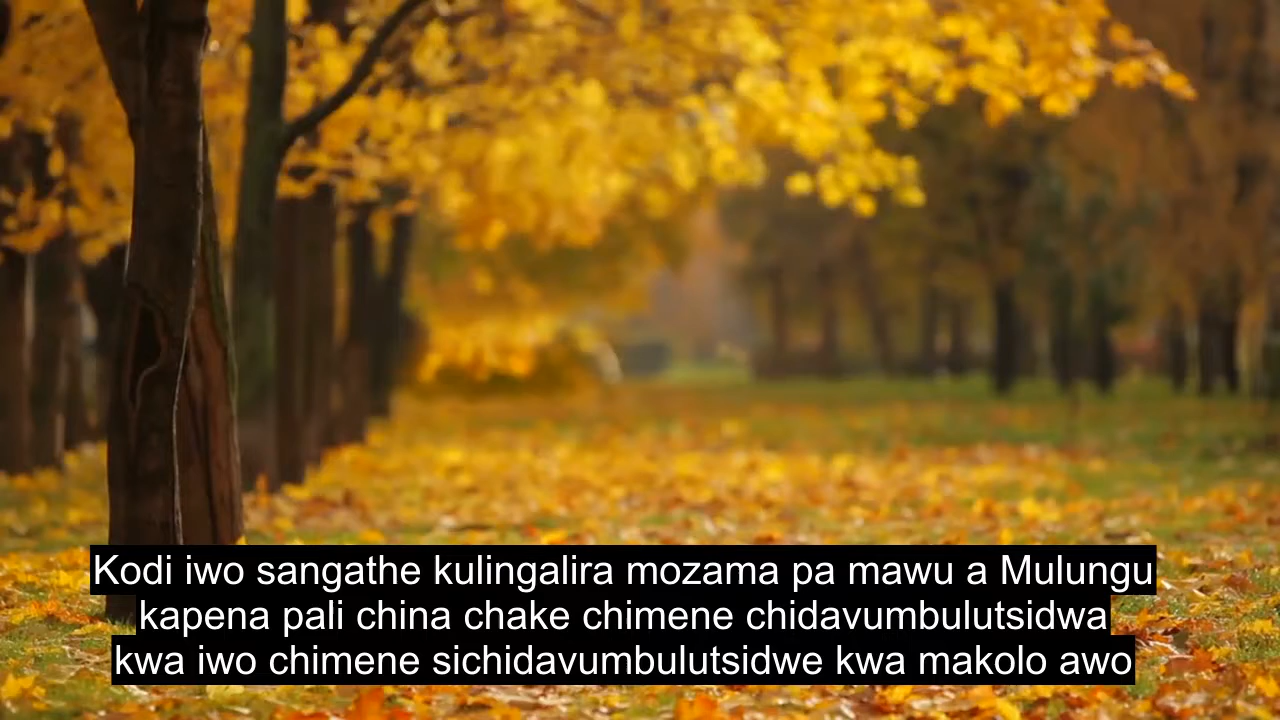 Kodi iwo sangathe kulingalira mozama pa mawu a Mulungu
kapena pali china chake chimene chidavumbulutsidwa
kwa iwo chimene sichidavumbulutsidwe kwa makolo awo